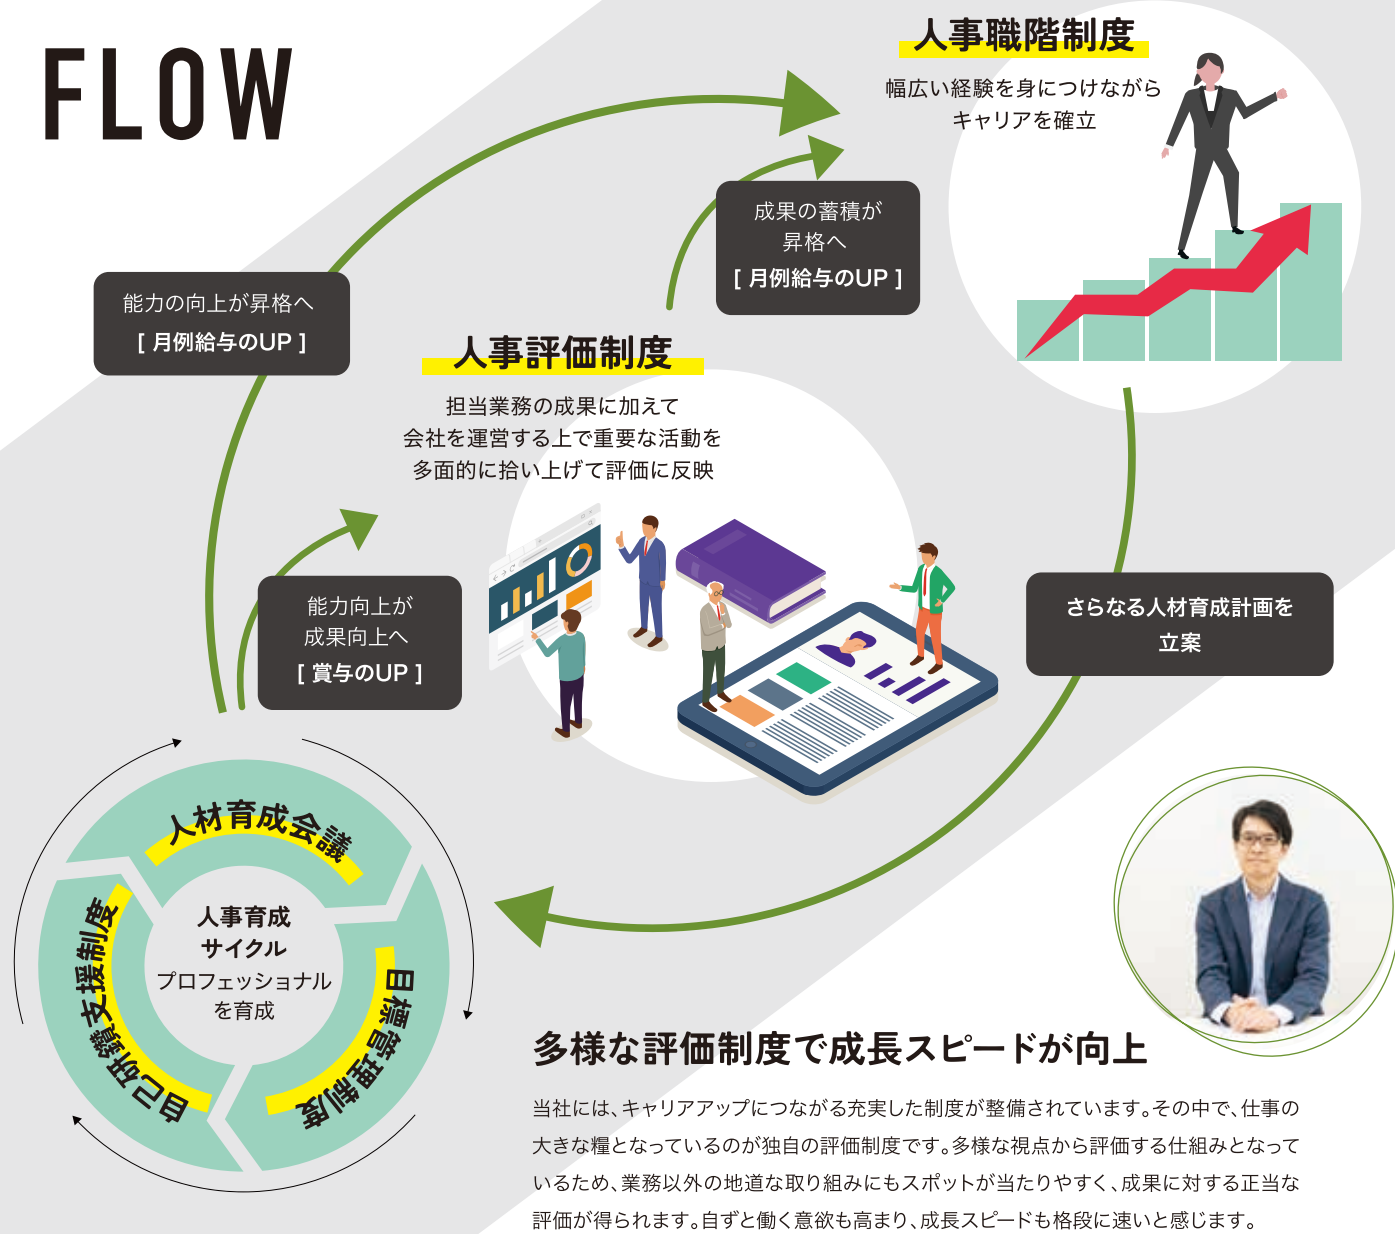 FLOW
人事職階制度
幅広い経験を身につけながら
キャリアを確立
成果の蓄積が
昇格へ
[ 月例給与のUP ]
能力の向上が昇格へ
[ 月例給与のUP ]
人事評価制度
担当業務の成果に加えて
会社を運営する上で重要な活動を
多面的に拾い上げて評価に反映
能力向上が
成果向上へ
[ 賞与のUP ]
さらなる人材育成計画を
立案
人材育成会議
目標管理制度
自己研鑽支援制度
人事育成
サイクル
プロフェッショナル
を育成
多様な評価制度で成長スピードが向上
当社には、キャリアアップにつながる充実した制度が整備されています。その中で、仕事の
大きな糧となっているのが独自の評価制度です。多様な視点から評価する仕組みとなって
いるため、業務以外の地道な取り組みにもスポットが当たりやすく、成果に対する正当な
評価が得られます。自ずと働く意欲も高まり、成長スピードも格段に速いと感じます。